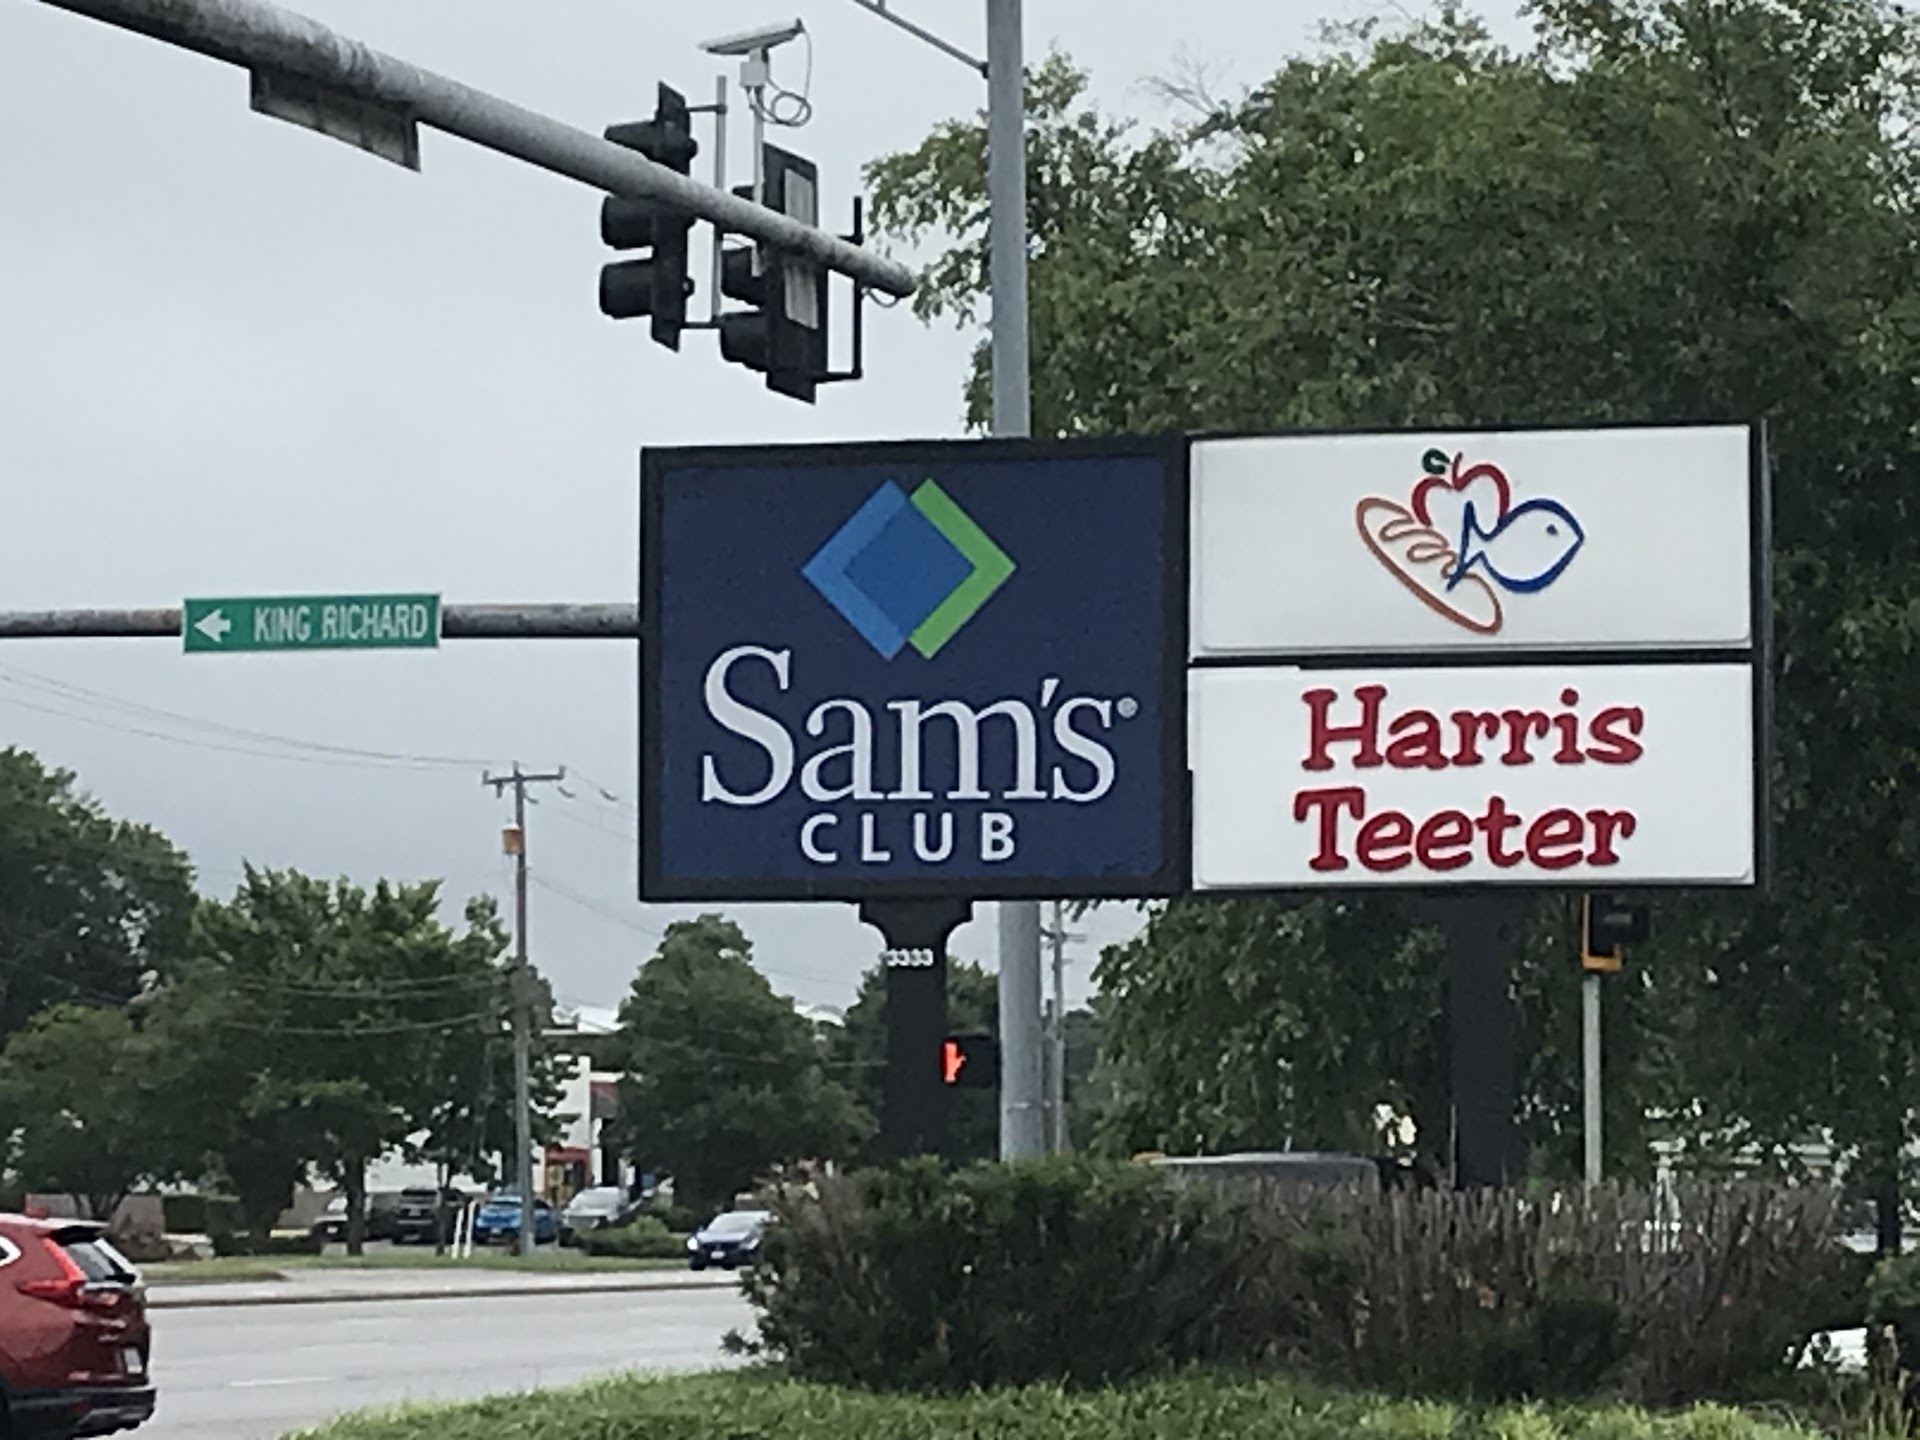 KING RICHARD
Sam's®
CLUB
Harris
Teeter
3333